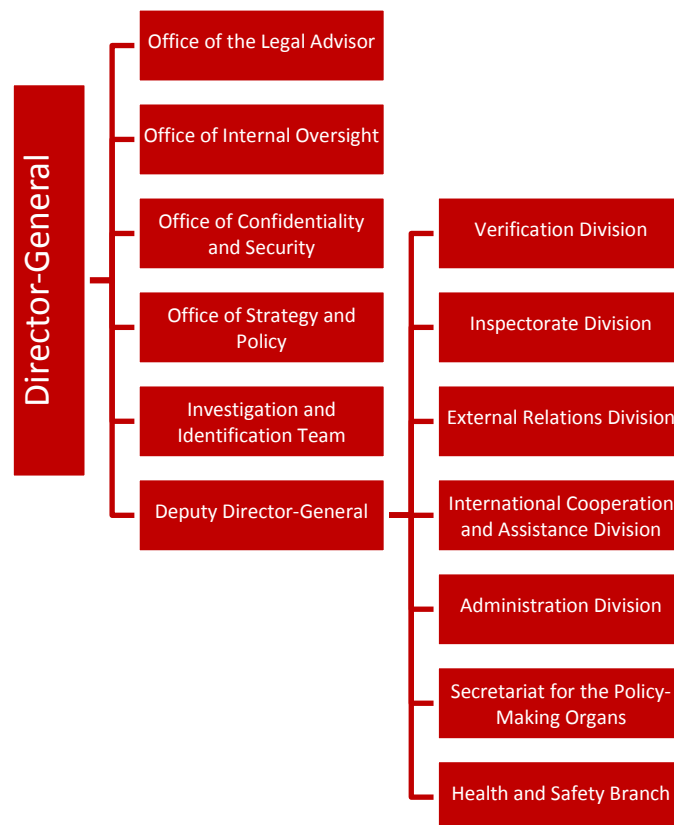 Director-General
Office of the Legal Advisor
Office of Internal Oversight
Office of Confidentiality
and Security
Office of Strategy and
Policy
Investigation and
Identification Team
Deputy Director-General
Verification Division
Inspectorate Division
External Relations Division
International Cooperation
and Assistance Division
Administration Division
Secretariat for the Policy-
Making Organs
Health and Safety Branch